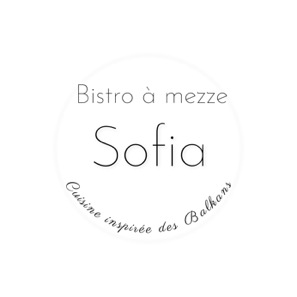 Bistro à mezze
Sofia
Cuisine inspirée des Balkans